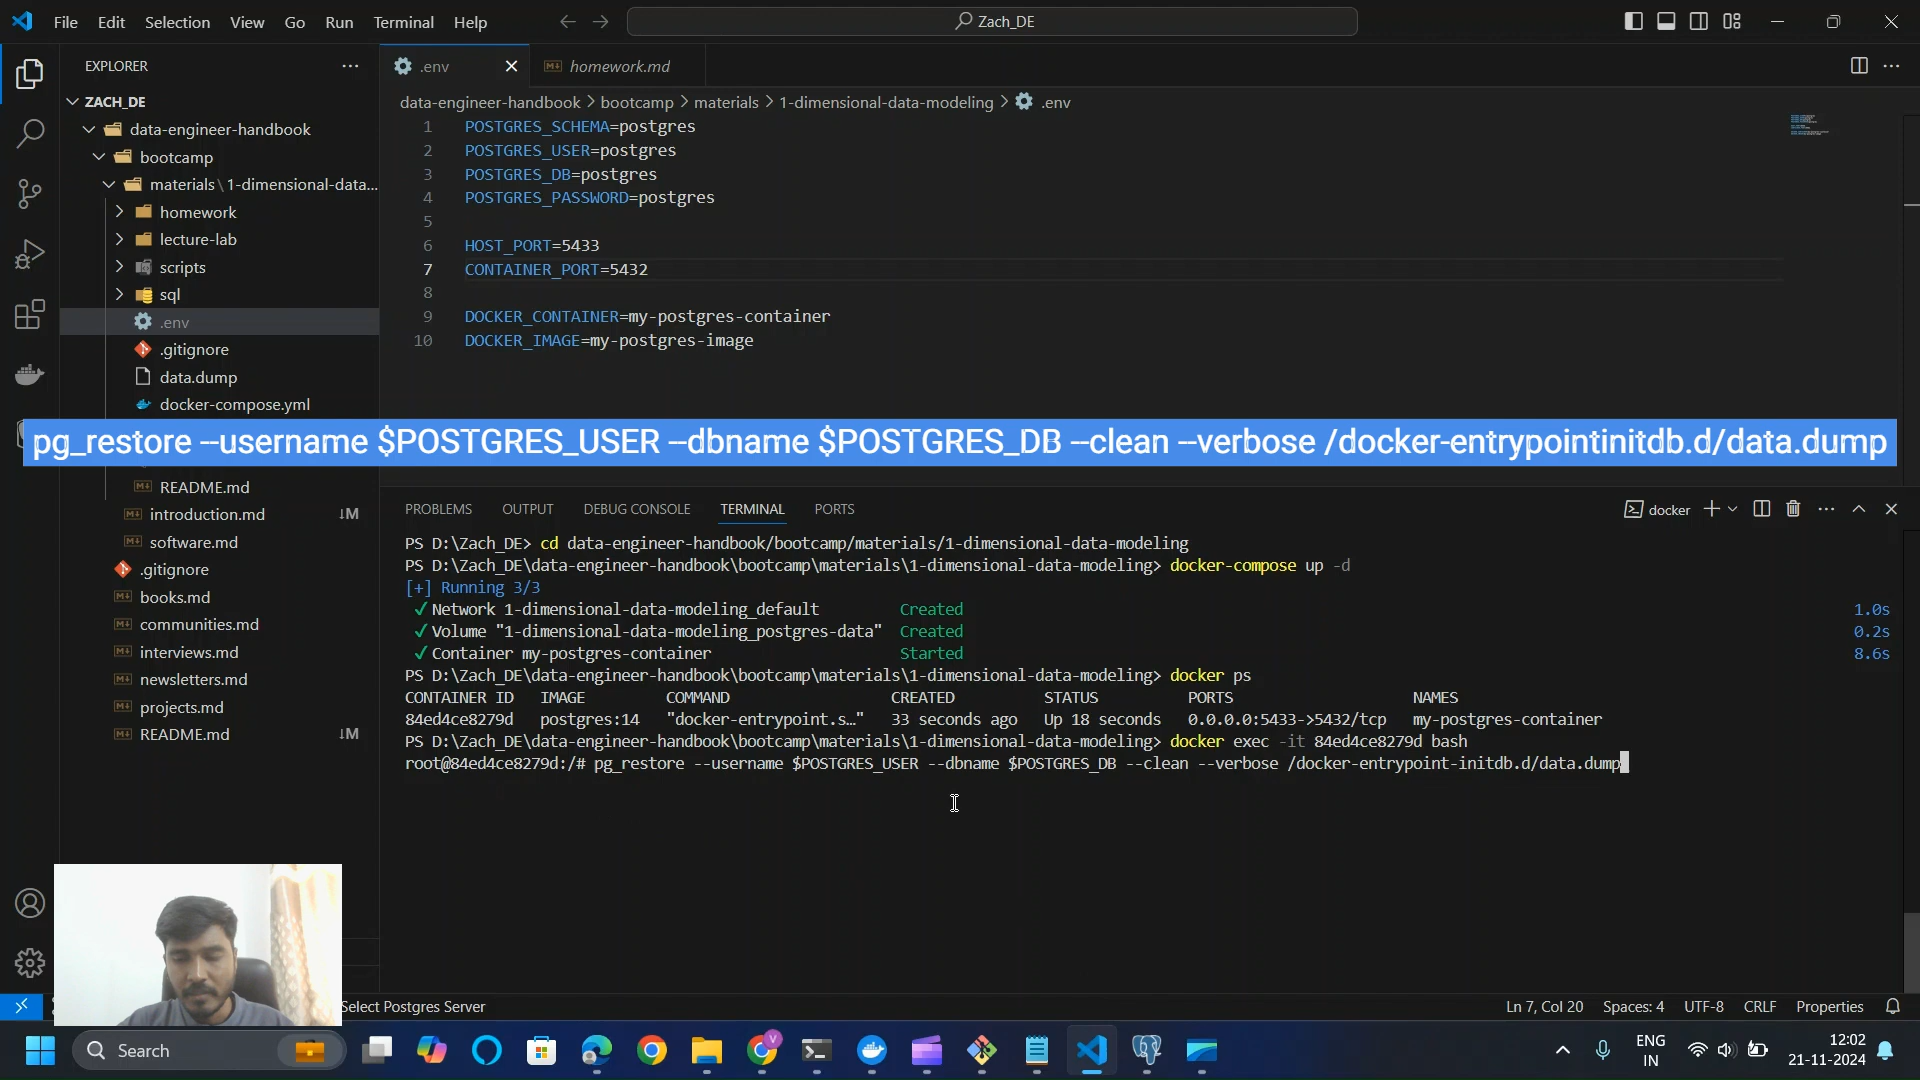 File Edit Selection View Go Run Terminal Help
Zach_DE
EXPLORER
.env
homework.md
ZACH_DE
data-engineer-handbook > bootcamp > materials > 1-dimensional-data-modeling > .env
data-engineer-handbook
bootcamp
materials \ 1-dimensional-data...
homework
lecture-lab
scripts
sql
.env
.gitignore
data.dump
docker-compose.yml
1 POSTGRES_SCHEMA=postgres
2 POSTGRES_USER=postgres
3 POSTGRES_DB=postgres
4 POSTGRES_PASSWORD=postgres
5
6 HOST_PORT=5433
7 CONTAINER_PORT=5432
8
9 DOCKER_CONTAINER=my-postgres-container
10 DOCKER_IMAGE=my-postgres-image
pg_restore --username $POSTGRES_USER --dbname $POSTGRES_DB --clean --verbose /docker-entrypointinitdb.d/data.dump
README.md
introduction.md ↓M
software.md
.gitignore
books.md
communities.md
interviews.md
newsletters.md
projects.md
README.md ↓M
PROBLEMS OUTPUT DEBUG CONSOLE TERMINAL PORTS
docker
PS D:\Zach_DE> cd data-engineer-handbook/bootcamp/materials/1-dimensional-data-modeling
PS D:\Zach_DE\data-engineer-handbook\bootcamp\materials\1-dimensional-data-modeling> docker-compose up -d
[+] Running 3/3
✓ Network 1-dimensional-data-modeling_default Created 1.0s
✓ Volume "1-dimensional-data-modeling_postgres-data" Created 0.2s
✓ Container my-postgres-container Started 8.6s
PS D:\Zach_DE\data-engineer-handbook\bootcamp\materials\1-dimensional-data-modeling> docker ps
CONTAINER ID IMAGE COMMAND CREATED STATUS PORTS NAMES
84ed4ce8279d postgres:14 "docker-entrypoint.s…" 33 seconds ago Up 18 seconds 0.0.0.0:5433->5432/tcp my-postgres-container
PS D:\Zach_DE\data-engineer-handbook\bootcamp\materials\1-dimensional-data-modeling> docker exec -it 84ed4ce8279d bash
root@84ed4ce8279d:/# pg_restore --username $POSTGRES_USER --dbname $POSTGRES_DB --clean --verbose /docker-entrypoint-initdb.d/data.dump
Select Postgres Server
Ln 7, Col 20 Spaces: 4 UTF-8 CRLF Properties
Search
V
ENG
IN
12:02
21-11-2024